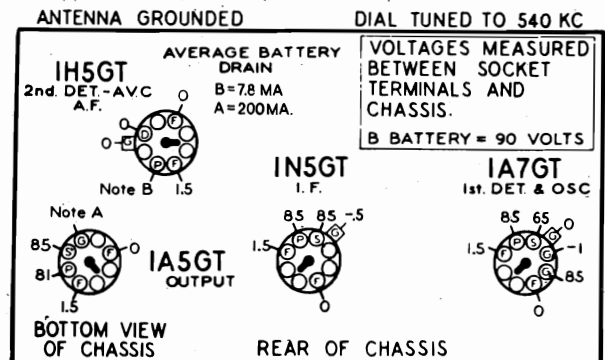 ANTENNA GROUNDED
DIAL TUNED TO 540 KC
AVERAGE BATTERY
DRAIN
B=7.8 MA
A=200MA.
VOLTAGES MEASURED
BETWEEN SOCKET
TERMINALS AND
CHASSIS.
B BATTERY = 90 VOLTS
1H5GT
2nd. DET.-AVC
A.F.
0
F
0
D
0
G
P
F
Note B
1.5
1N5GT
I. F.
85
85
-.5
1.5
P
S
G
F
F
0
1A7GT
1st. DET. & OSC
85
65
0
1.5
P
S
G
F
G
-1
G
85
F
0
Note A
85
S
G
F
0
81
P
F
1.5
1A5GT
OUTPUT
BOTTOM VIEW
OF CHASSIS
REAR OF CHASSIS